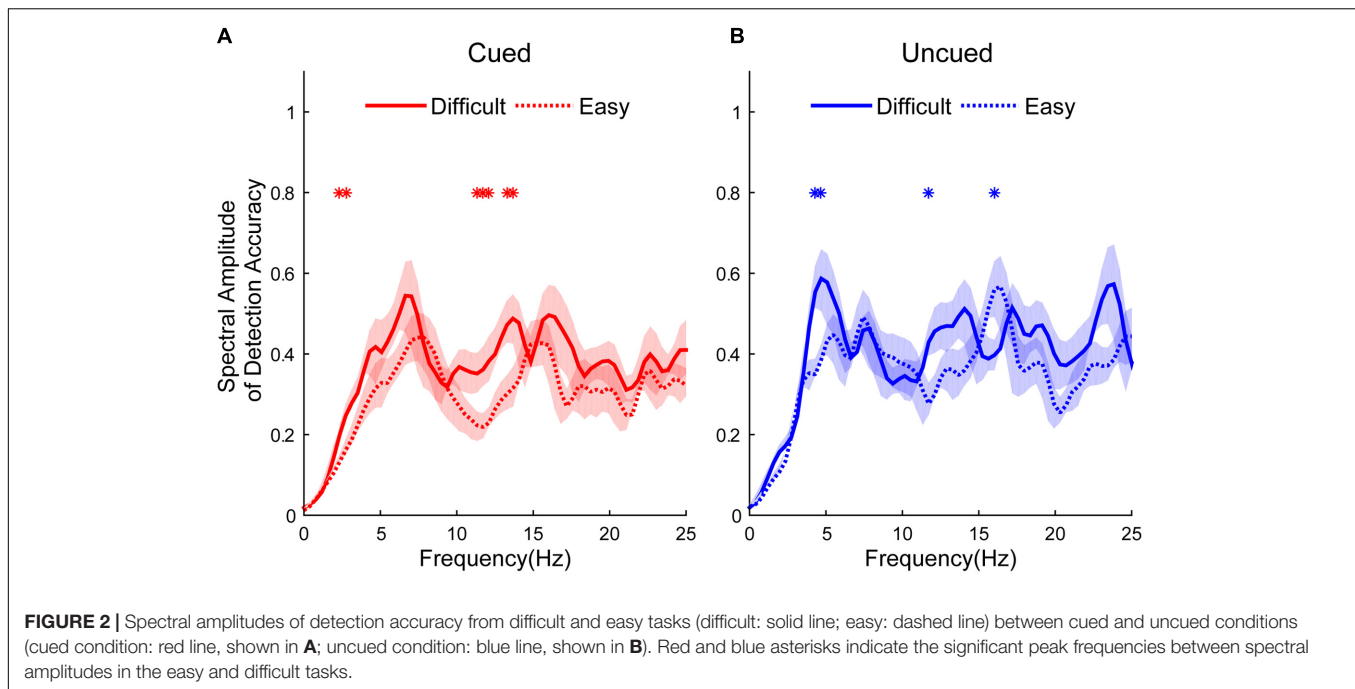 A
Cued
Difficult Easy
1
0.8
0.6
0.4
0.2
0
0 5 10 15 20 25
Spectral Amplitude
of Detection Accuracy
Frequency(Hz)
B
Uncued
Difficult Easy
1
0.8
0.6
0.4
0.2
0
0 5 10 15 20 25
Frequency(Hz)
FIGURE 2 | Spectral amplitudes of detection accuracy from difficult and easy tasks (difficult: solid line; easy: dashed line) between cued and uncued conditions
(cued condition: red line, shown in A; uncued condition: blue line, shown in B). Red and blue asterisks indicate the significant peak frequencies between spectral
amplitudes in the easy and difficult tasks.